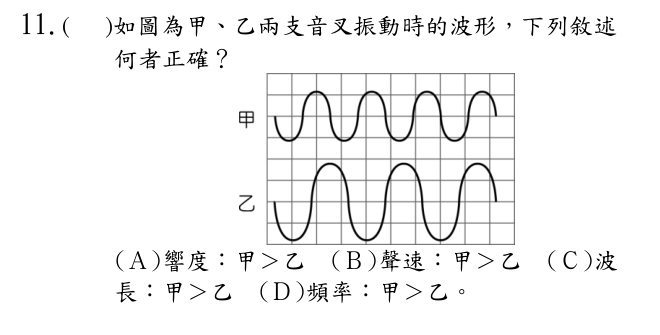 11.(　)如圖為甲、乙兩支音叉振動時的波形，下列敘述
何者正確？
甲
乙
(A)響度：甲＞乙　(B)聲速：甲＞乙　(C)波
長：甲＞乙　(D)頻率：甲＞乙。